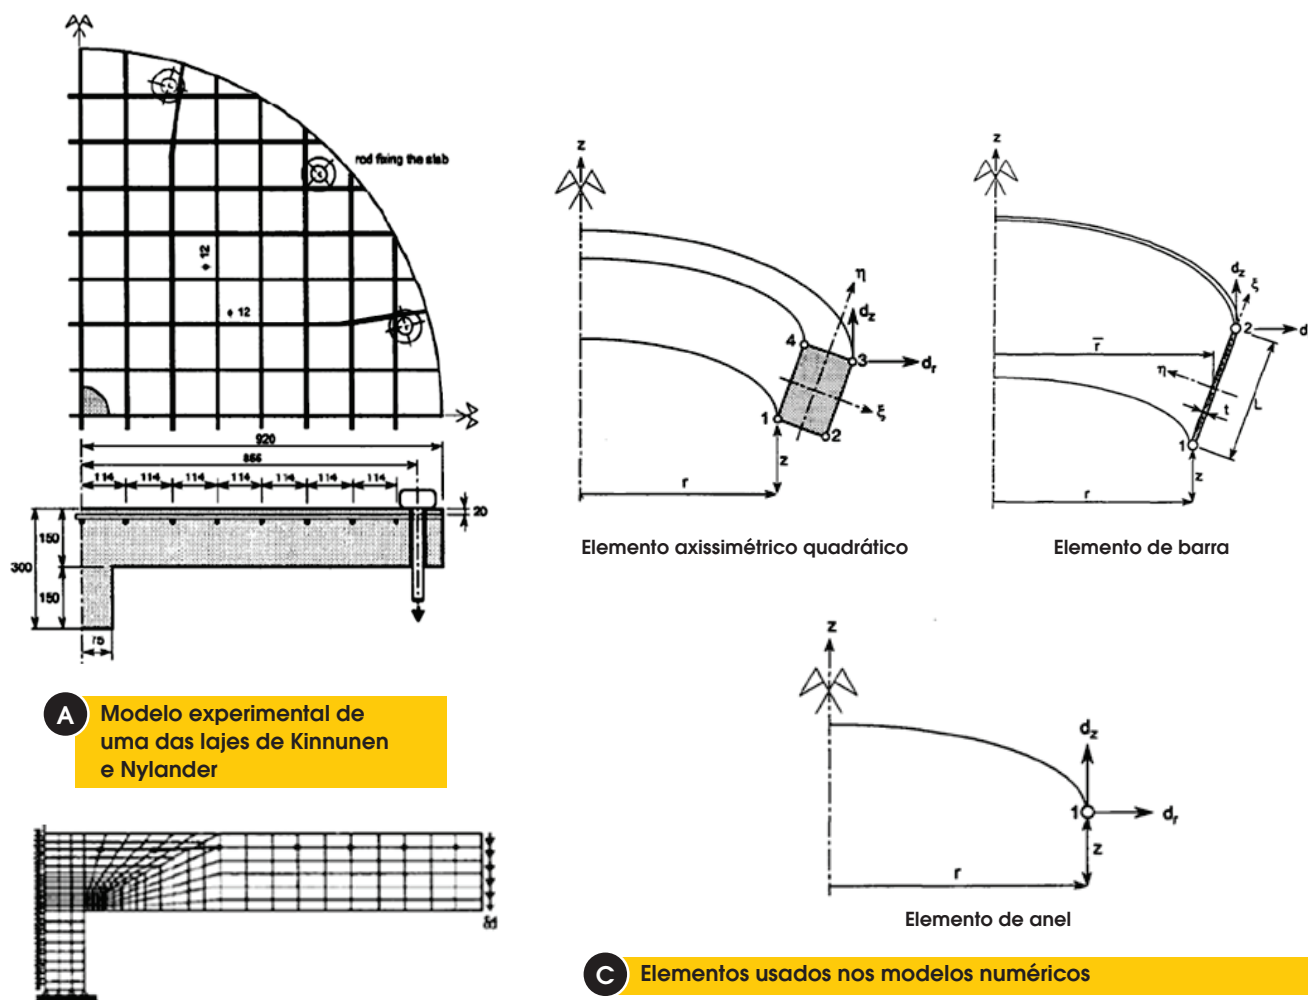 rod fixing the slab
ϕ 12
ϕ 12
920
866
114 114 114 114 114 114 114
20
150
300
150
75
A
Modelo experimental de
uma das lajes de Kinnunen
e Nylander
z
η
dz
4
3
dr
ξ
1
2
z
r
Elemento axissimétrico quadrático
z
dz
ξ
2
d
r̅
η
t
L
1
z
r
Elemento de barra
z
dz
1
dr
z
r
Elemento de anel
C
Elementos usados nos modelos numéricos